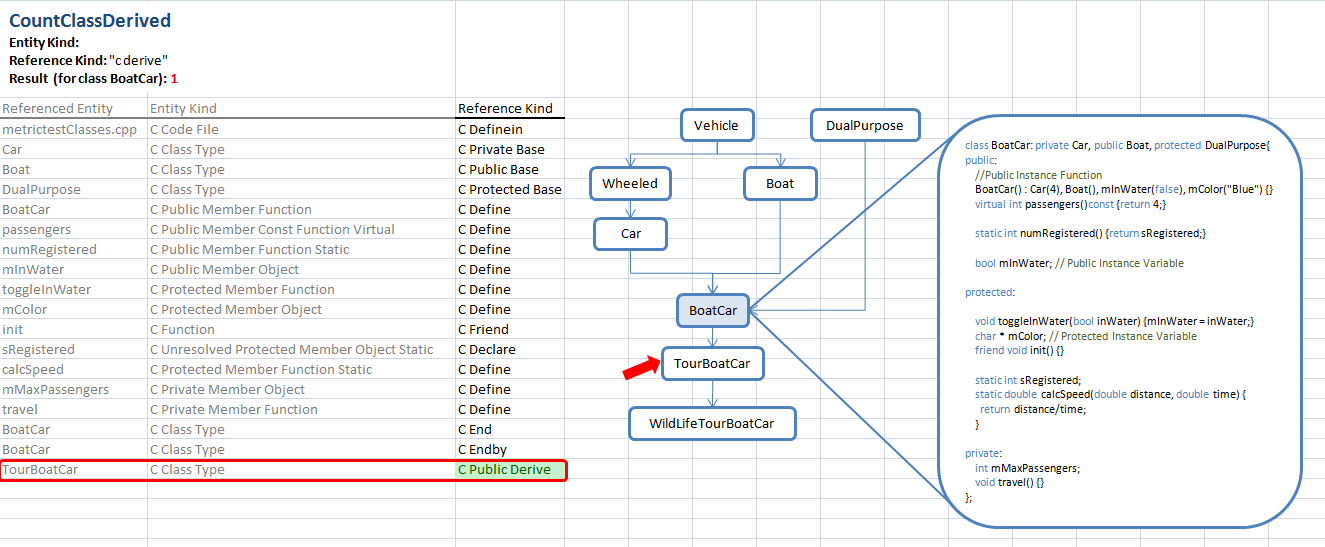 CountClassDerived
Entity Kind:
Reference Kind: "c derive"
Result (for class BoatCar): 1
Referenced Entity Entity Kind Reference Kind
metrictestClasses.cpp C Code File C Definein
Car C Class Type C Private Base
Boat C Class Type C Public Base
DualPurpose C Class Type C Protected Base
BoatCar C Public Member Function C Define
passengers C Public Member Const Function Virtual C Define
numRegistered C Public Member Function Static C Define
mInWater C Public Member Object C Define
toggleInWater C Protected Member Function C Define
mColor C Protected Member Object C Define
init C Function C Friend
sRegistered C Unresolved Protected Member Object Static C Declare
calcSpeed C Protected Member Function Static C Define
mMaxPassengers C Private Member Object C Define
travel C Private Member Function C Define
BoatCar C Class Type C End
BoatCar C Class Type C Endby
TourBoatCar C Class Type C Public Derive
Vehicle
DualPurpose
Wheeled
Boat
Car
BoatCar
TourBoatCar
WildLifeTourBoatCar
class BoatCar: private Car, public Boat, protected DualPurpose{
public:
//Public Instance Function
BoatCar() : Car(4), Boat(), mInWater(false), mColor("Blue") {}
virtual int passengers()const {return 4;}
static int numRegistered() {return sRegistered;}
bool mInWater; // Public Instance Variable
protected:
void toggleInWater(bool inWater) {mInWater = inWater;}
char * mColor; // Protected Instance Variable
friend void init() {}
static int sRegistered;
static double calcSpeed(double distance, double time) {
return distance/time;
}
private:
int mMaxPassengers;
void travel() {}
};